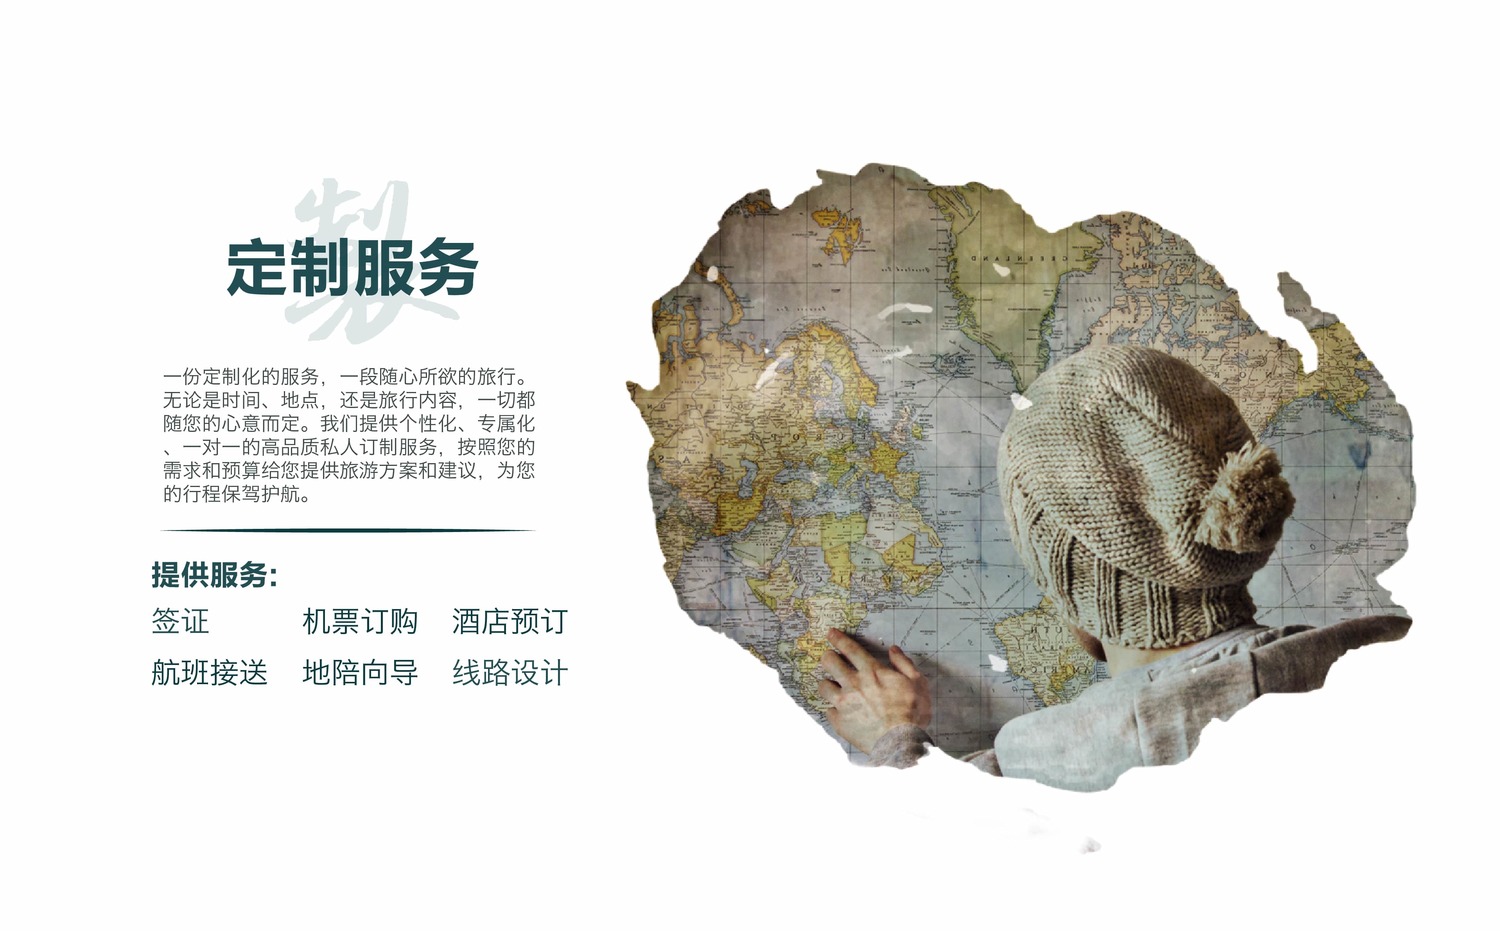 製
定制服务
一份定制化的服务，一段随心所欲的旅行。
无论是时间、地点，还是旅行内容，一切都
随您的心意而定。我们提供个性化、专属化
、一对一的高品质私人订制服务，按照您的
需求和预算给您提供旅游方案和建议，为您
的行程保驾护航。
提供服务:
签证 机票订购 酒店预订
航班接送 地陪向导 线路设计
GREENLAND
AFRICA
AMERICA